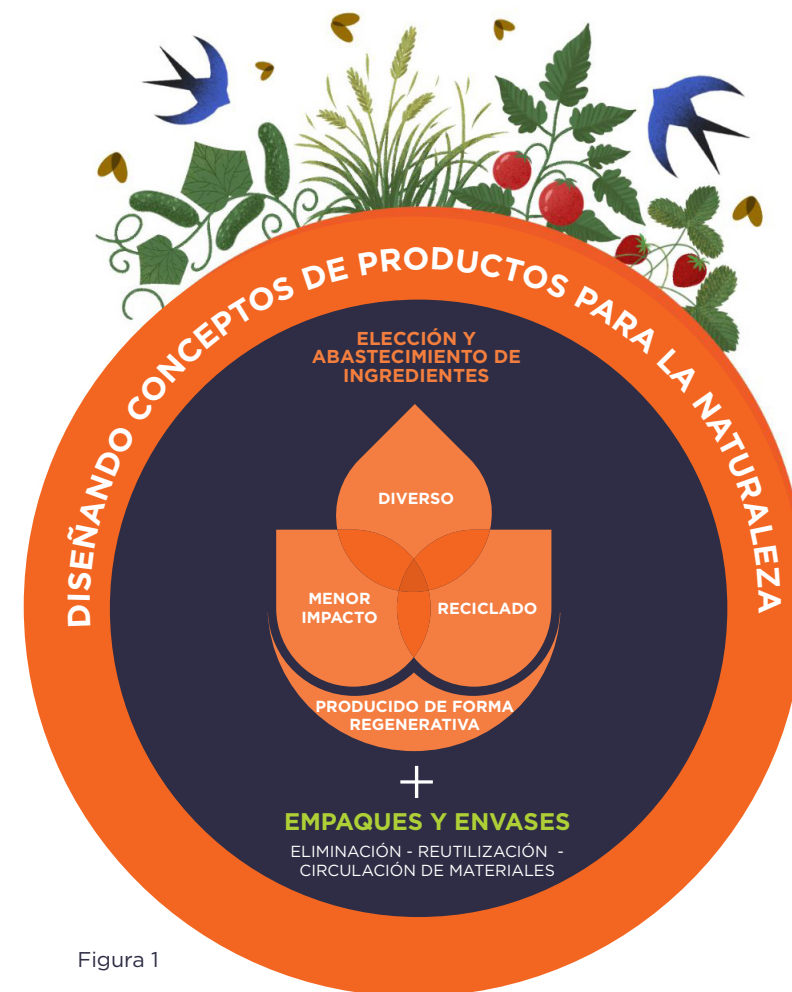 DISEÑANDO CONCEPTOS DE PRODUCTOS PARA LA NATURALEZA
ELECCIÓN Y
ABASTECIMIENTO DE
INGREDIENTES
DIVERSO
MENOR
IMPACTO
RECICLADO
PRODUCIDO DE FORMA
REGENERATIVA
+
EMPAQUES Y ENVASES
ELIMINACIÓN - REUTILIZACIÓN -
CIRCULACIÓN DE MATERIALES
Figura 1